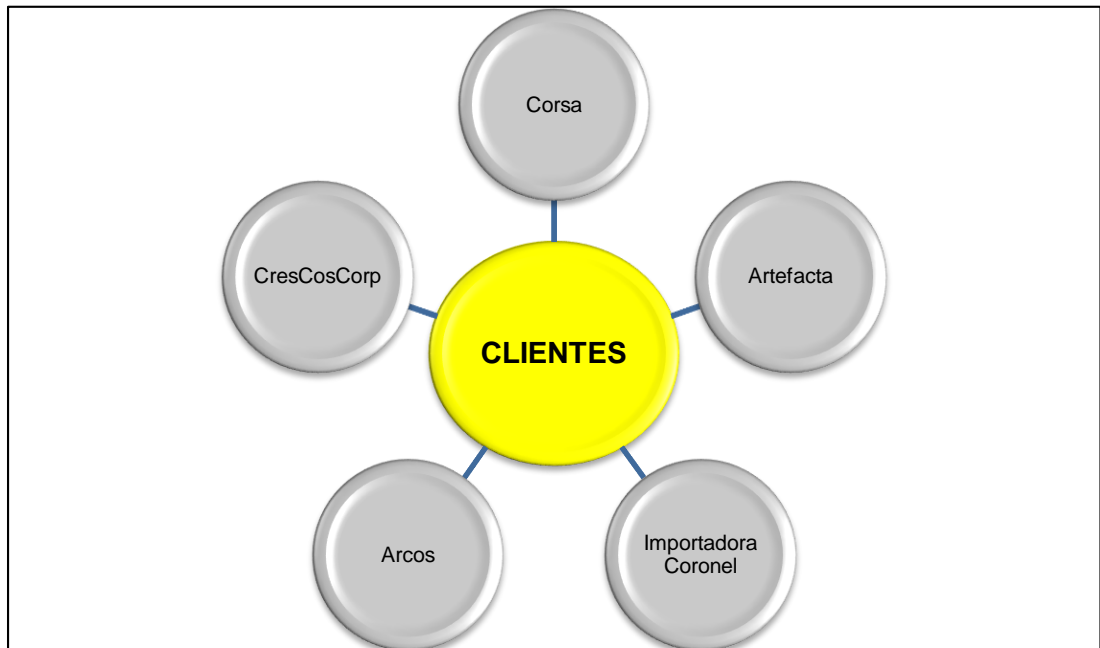 Corsa
CresCosCorp
Artefacta
CLIENTES
Arcos
Importadora
Coronel